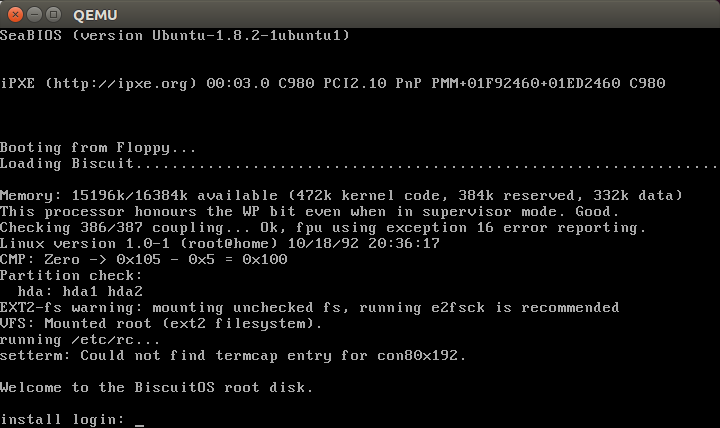 QEMU
SeaBIOS (version Ubuntu-1.8.2-1ubuntu1)
iPXE (http://ipxe.org) 00:03.0 C980 PCI2.10 PnP PMM+01F92460+01ED2460 C980
Booting from Floppy...
Loading Biscuit.................................................................
Memory: 15196k/16384k available (472k kernel code, 384k reserved, 332k data)
This processor honours the WP bit even when in supervisor mode. Good.
Checking 386/387 coupling... Ok, fpu using exception 16 error reporting.
Linux version 1.0-1 (root@home) 10/18/92 20:36:17
CMP: Zero -> 0x105 - 0x5 = 0x100
Partition check:
  hda: hda1 hda2
EXT2-fs warning: mounting unchecked fs, running e2fsck is recommended
VFS: Mounted root (ext2 filesystem).
running /etc/rc...
setterm: Could not find termcap entry for con80x192.
Welcome to the BiscuitOS root disk.
install login: _